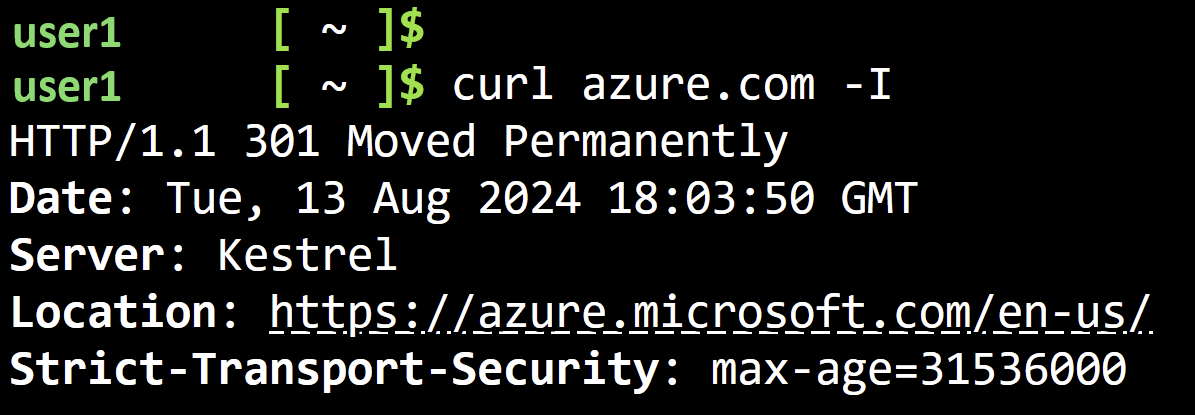 user1 [ ~ ]$
user1 [ ~ ]$ curl azure.com -I
HTTP/1.1 301 Moved Permanently
Date: Tue, 13 Aug 2024 18:03:50 GMT
Server: Kestrel
Location: https://azure.microsoft.com/en-us/
Strict-Transport-Security: max-age=31536000